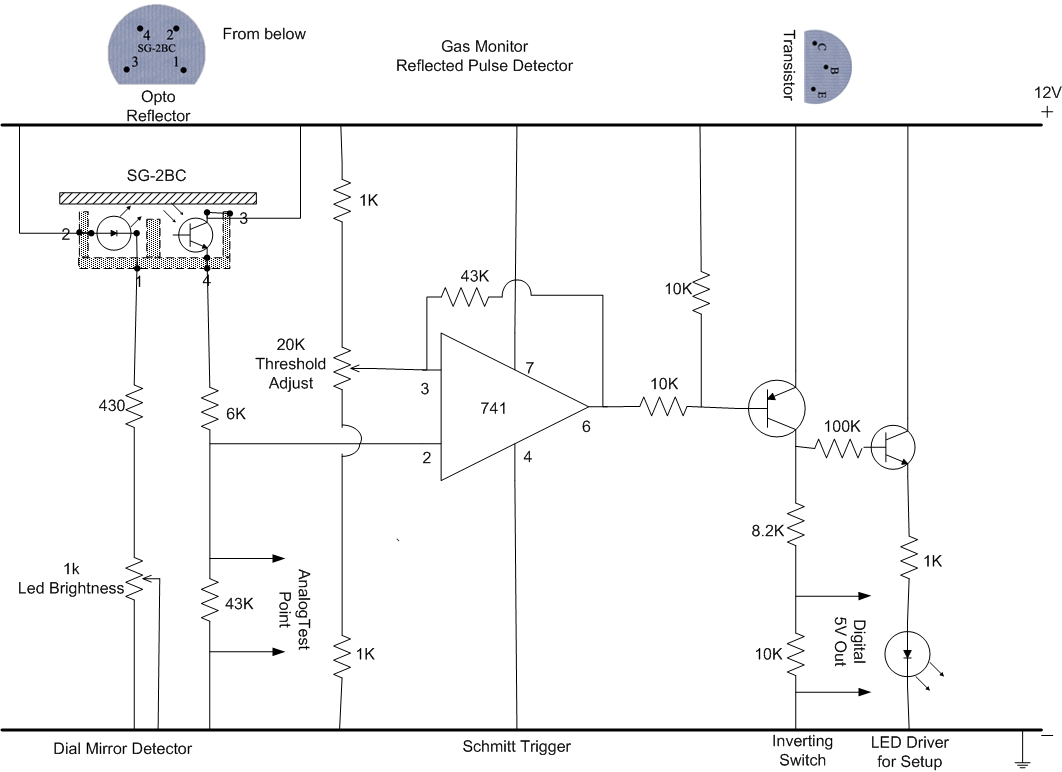 4 2
SG-2BC
3 1
From below
Opto
Reflector
Gas Monitor
Reflected Pulse Detector
Transistor
C
B
E
12V
+
SG-2BC
2
3
1
4
1K
43K
10K
20K
Threshold
Adjust
3
7
741
6
2
4
10K
430
6K
100K
8.2K
1K
1k
Led Brightness
43K
AnalogTest
Point
1K
10K
Digital
5V Out
−
Dial Mirror Detector
Schmitt Trigger
Inverting
Switch
LED Driver
for Setup